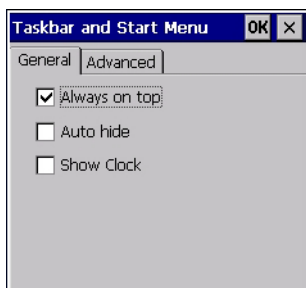 Taskbar and Start Menu OK ×
General Advanced
Always on top
Auto hide
Show Clock